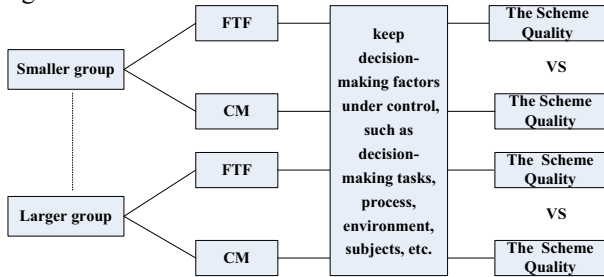 FTF
Smaller group
CM
FTF
Larger group
CM
keep
decision-
making factors
under control,
such as
decision-
making tasks,
process,
environment,
subjects, etc.
The Scheme
Quality
VS
The Scheme
Quality
The Scheme
Quality
VS
The Scheme
Quality